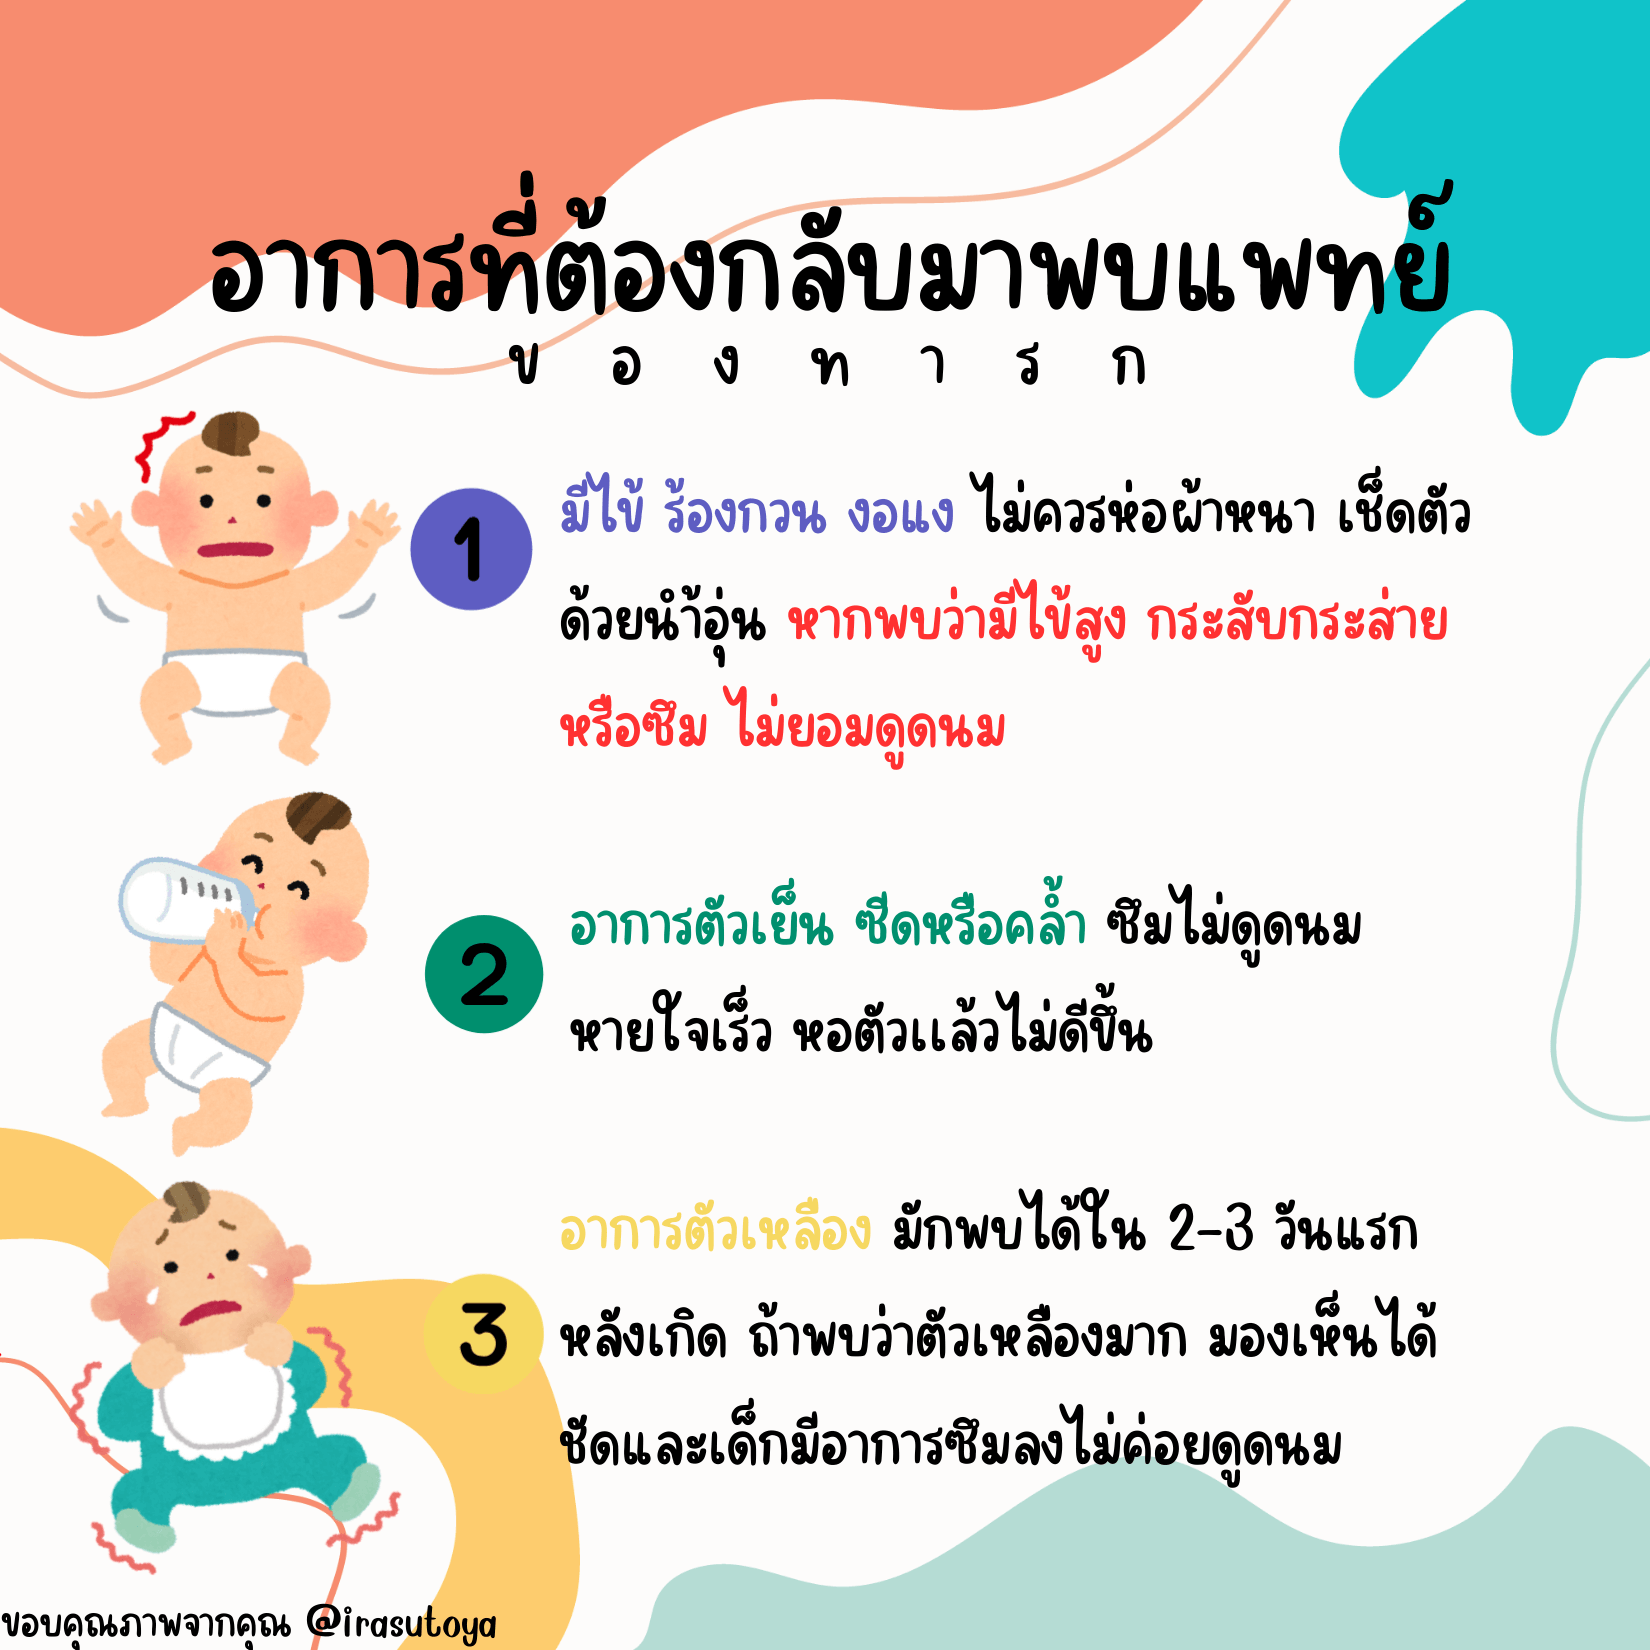 อาการที่ต้องกลับมาพบแพทย์
ของทารก
1
มีไข้ ร้องกวน งอแง ไม่ควรห่อผ้าหนา เช็ดตัว
ด้วยน้ำอุ่น หากพบว่ามีไข้สูง กระสับกระส่าย
หรือซึม ไม่ยอมดูดนม
2
อาการตัวเย็น ซีดหรือคล้ำ ซึมไม่ดูดนม
หายใจเร็ว หอตัวแล้วไม่ดีขึ้น
3
อาการตัวเหลือง มักพบได้ใน 2-3 วันแรก
หลังเกิด ถ้าพบว่าตัวเหลืองมาก มองเห็นได้
ชัดและเด็กมีอาการซึมลงไม่ค่อยดูดนม
ขอบคุณภาพจากคุณ @irasutoya